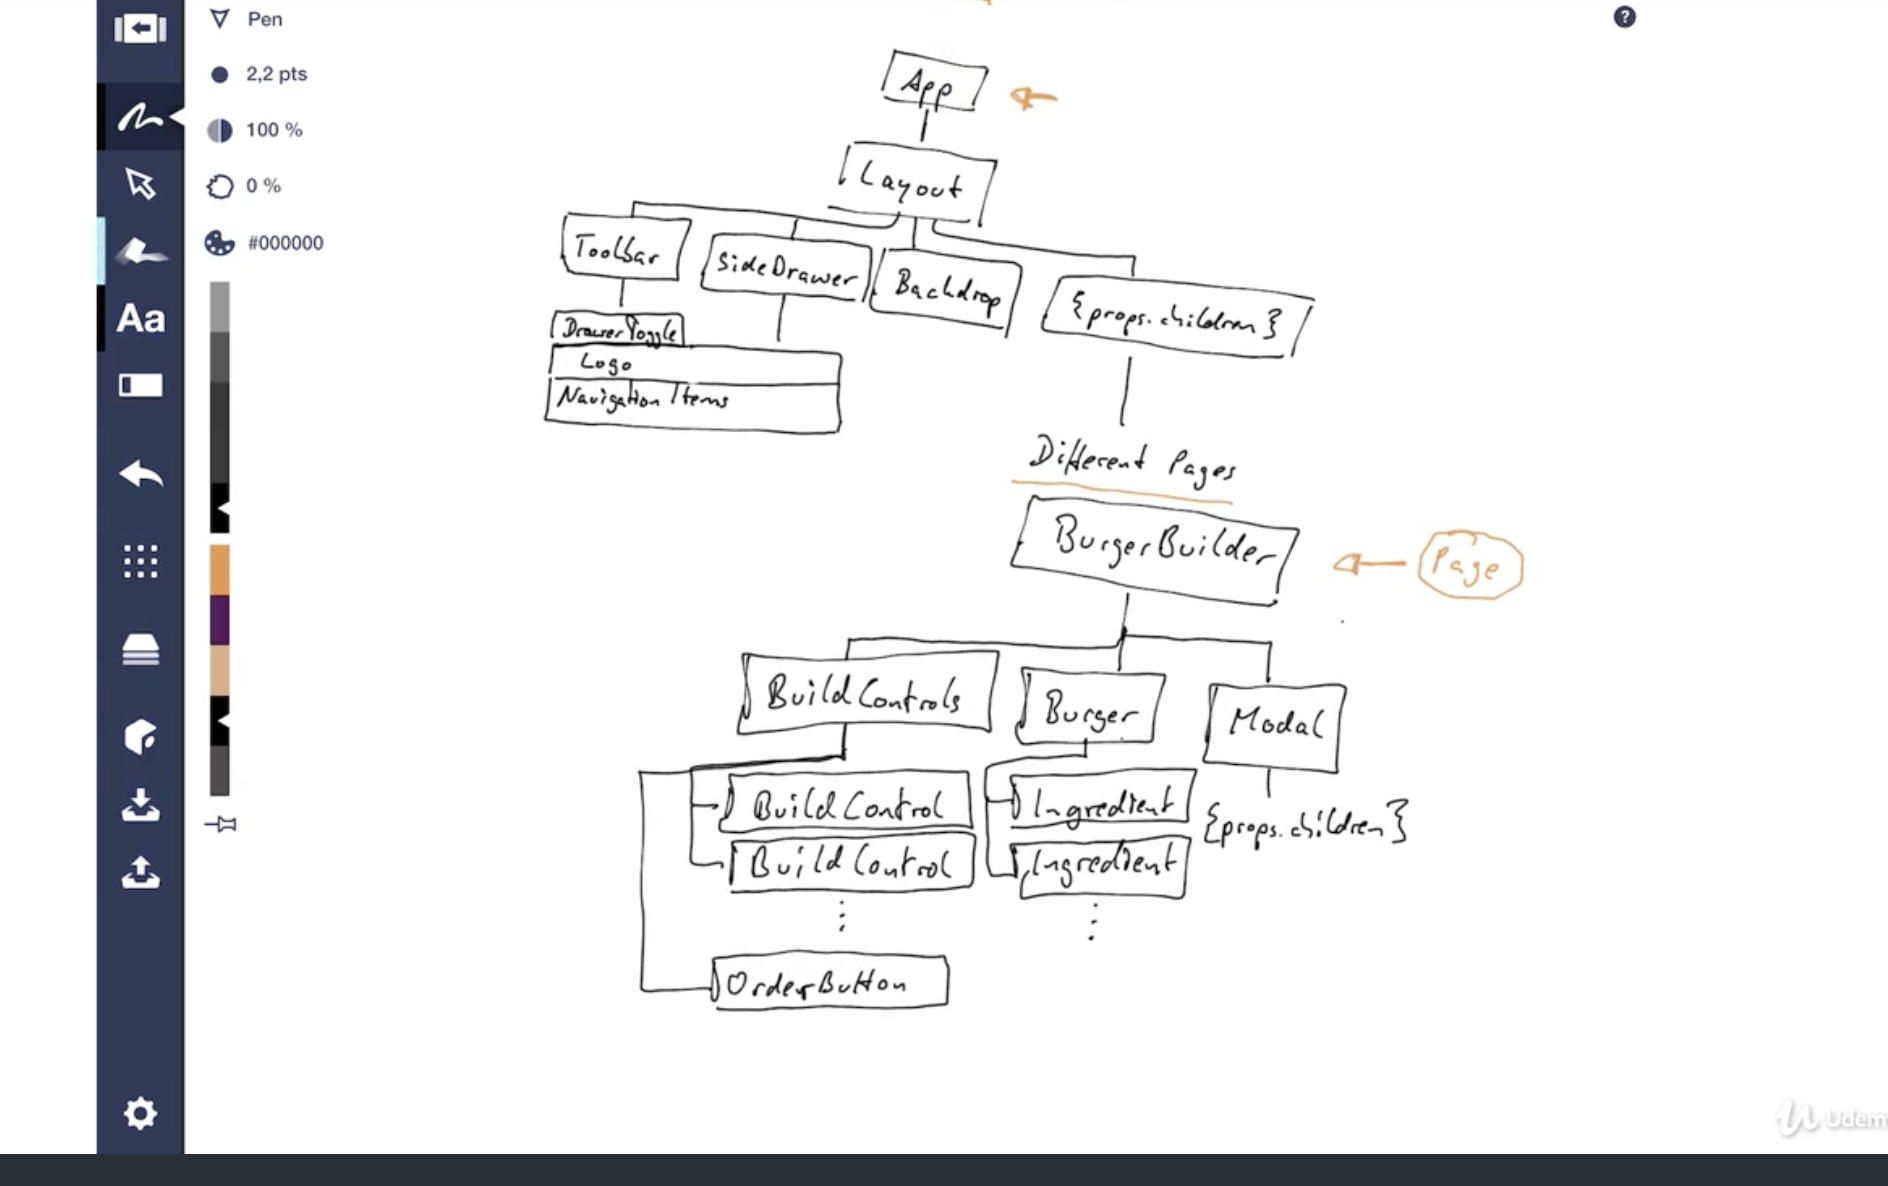 Pen
2,2 pts
100 %
0 %
#000000
Aa
?
App
Layout
Toolbar
SideDrawer
Backdrop
{props.children}
DrawerToggle
Logo
Navigation Items
Different Pages
BurgerBuilder
Page
BuildControls
Burger
Modal
BuildControl
Ingredient
{props.children}
BuildControl
Ingredient
OrderButton
Udem